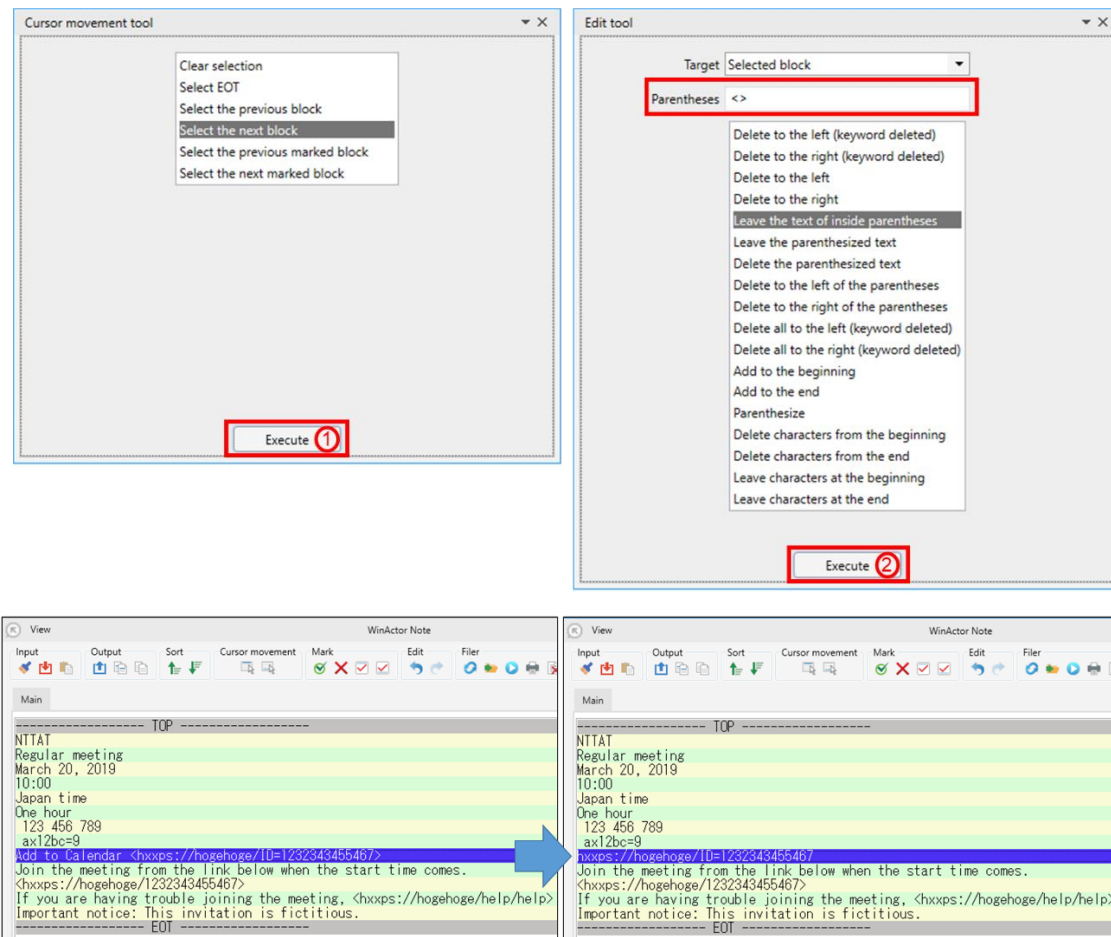 Cursor movement tool
Clear selection
Select EOT
Select the previous block
Select the next block
Select the previous marked block
Select the next marked block
Execute ①
Edit tool
Target Selected block
Parentheses <>
Delete to the left (keyword deleted)
Delete to the right (keyword deleted)
Delete to the left
Delete to the right
Leave the text of inside parentheses
Leave the parenthesized text
Delete the parenthesized text
Delete to the left of the parentheses
Delete to the right of the parentheses
Delete all to the left (keyword deleted)
Delete all to the right (keyword deleted)
Add to the beginning
Add to the end
Parenthesize
Delete characters from the beginning
Delete characters from the end
Leave characters at the beginning
Leave characters at the end
Execute ②
View WinActor Note
Input Output Sort Cursor movement Mark Edit Filer
Main
------------------ TOP ------------------
NTTAT
Regular meeting
March 20, 2019
10:00
Japan time
One hour
123 456 789
ax12bc=9
Add to Calendar <hxxps://hogehoge/ID=1232343455467>
Join the meeting from the link below when the start time comes.
<hxxps://hogehoge/1232343455467>
If you are having trouble joining the meeting, <hxxps://hogehoge/help/help>
Important notice: This invitation is fictitious.
------------------ EOT ------------------
View WinActor Note
Input Output Sort Cursor movement Mark Edit Filer
Main
------------------ TOP ------------------
NTTAT
Regular meeting
March 20, 2019
10:00
Japan time
One hour
123 456 789
ax12bc=9
hxxps://hogehoge/ID=1232343455467
Join the meeting from the link below when the start time comes.
<hxxps://hogehoge/1232343455467>
If you are having trouble joining the meeting, <hxxps://hogehoge/help/help>
Important notice: This invitation is fictitious.
------------------ EOT ------------------